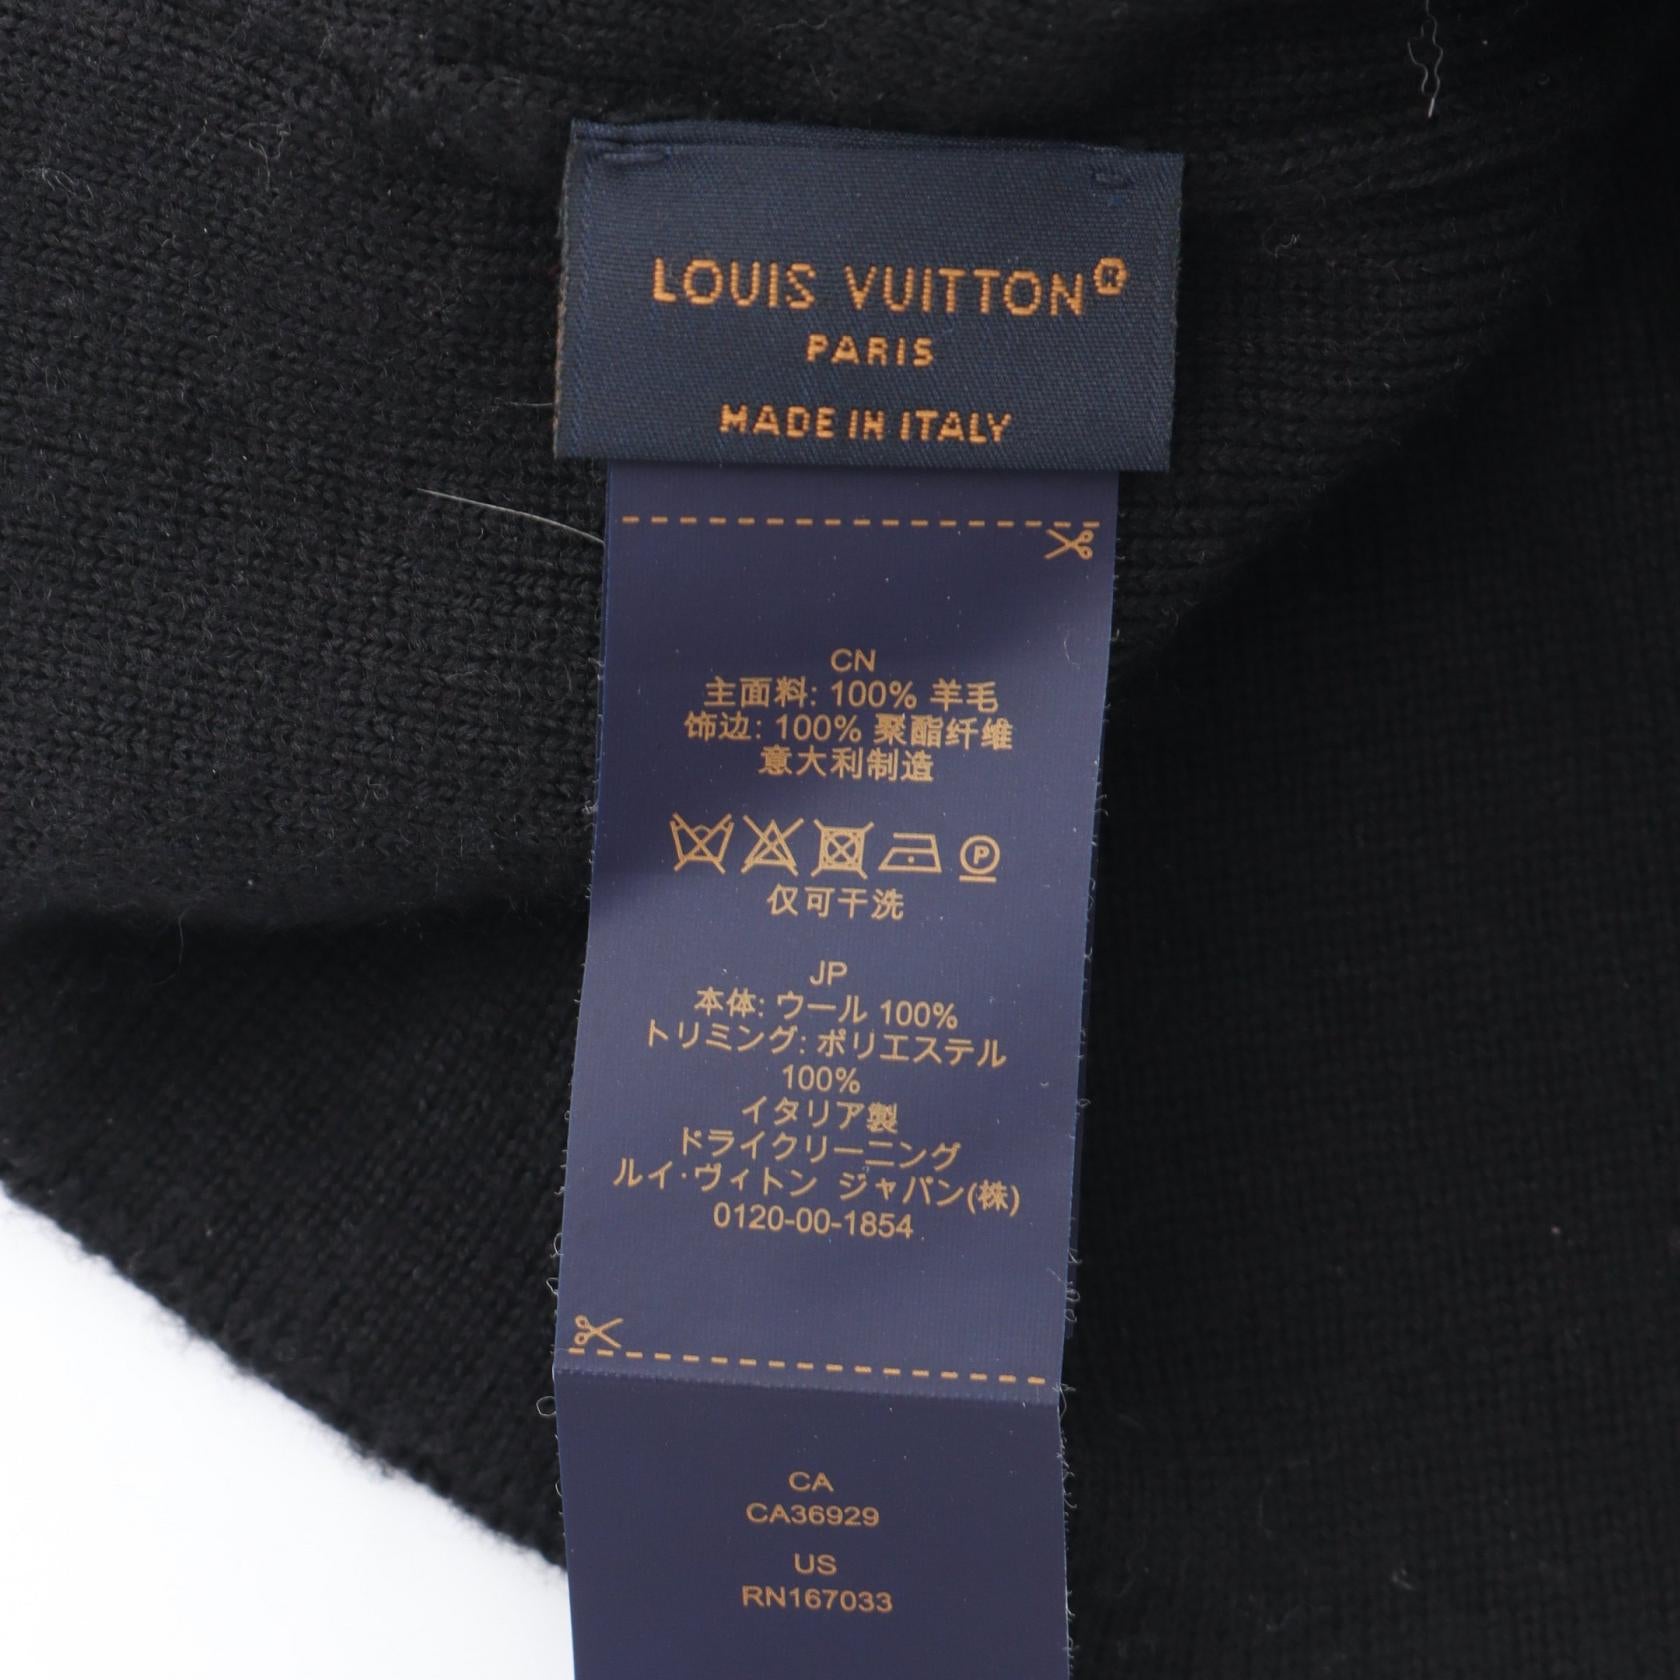 LOUIS VUITTON®
PARIS
MADE IN ITALY
CN
主面料: 100% 羊毛
饰边: 100% 聚酯纤维
意大利制造
P
仅可干洗
JP
本体: ウール 100%
トリミング: ポリエステル
100%
イタリア製
ドライクリーニング
ルイ・ヴィトン ジャパン(株)
0120-00-1854
CA
CA36929
US
RN167033